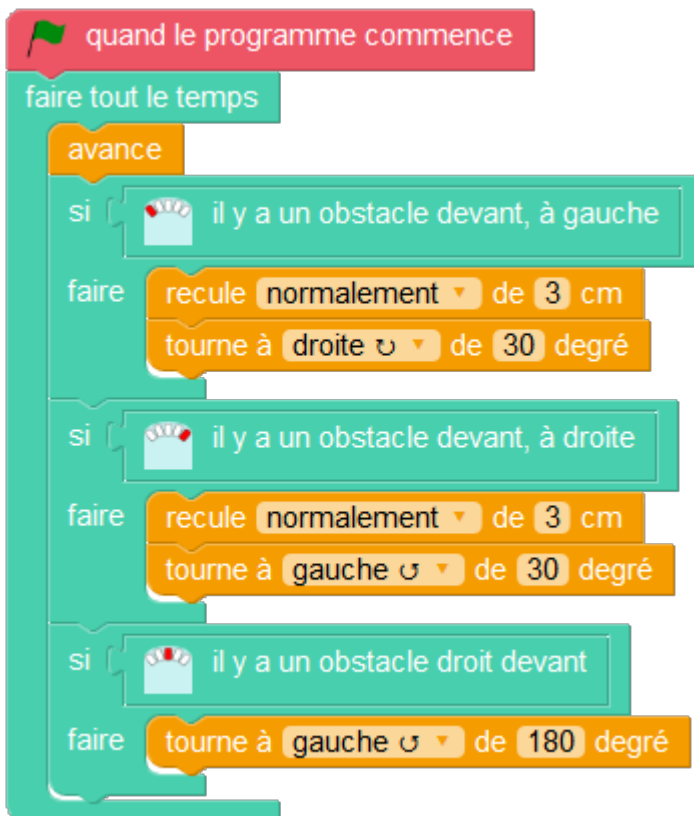 quand le programme commence
faire tout le temps
avance
si il y a un obstacle devant, à gauche
faire recule normalement de 3 cm
tourne à droite ↻ de 30 degré
si il y a un obstacle devant, à droite
faire recule normalement de 3 cm
tourne à gauche ↺ de 30 degré
si il y a un obstacle droit devant
faire tourne à gauche ↺ de 180 degré